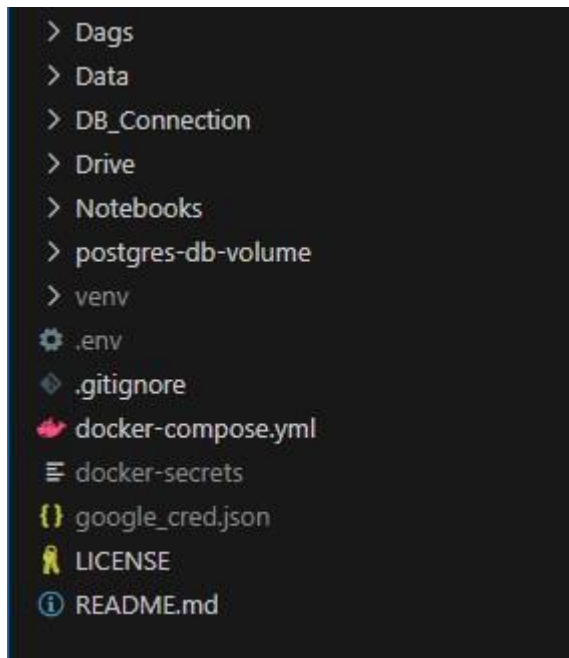 Dags
Data
DB_Connection
Drive
Notebooks
postgres-db-volume
venv
.env
.gitignore
docker-compose.yml
docker-secrets
google_cred.json
LICENSE
README.md